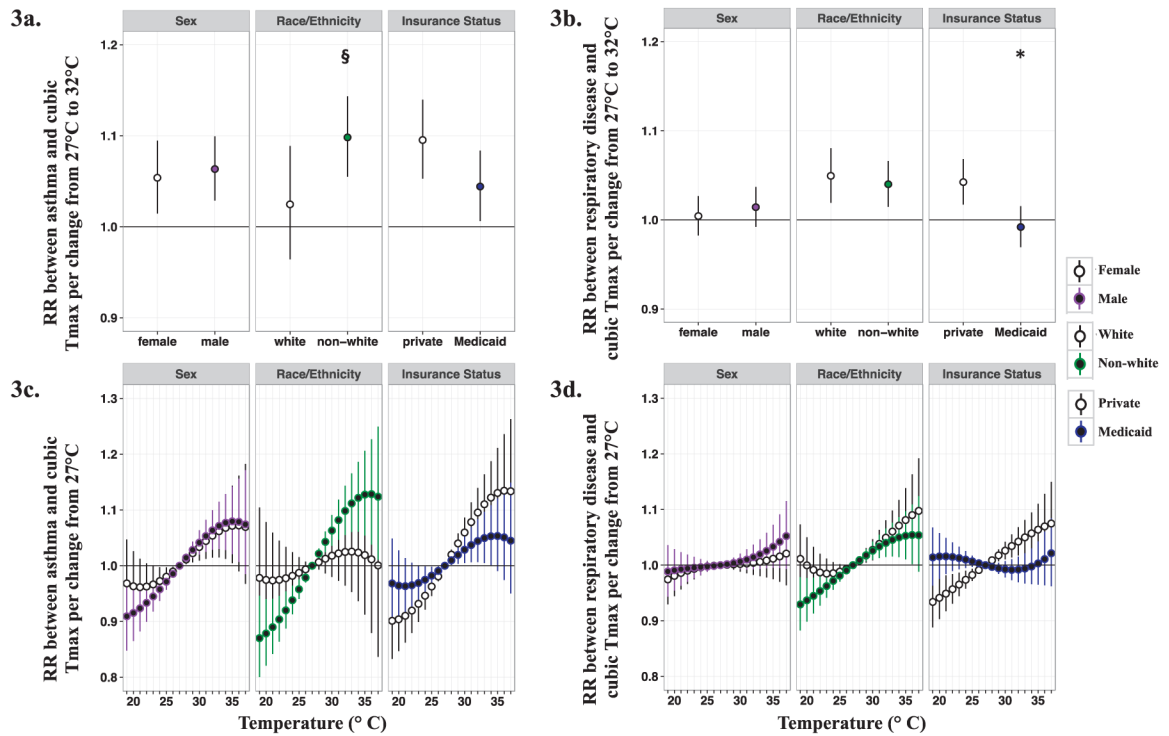 3a.
Sex
Race/Ethnicity
Insurance Status
RR between asthma and cubic
Tmax per change from 27°C to 32°C
1.2
1.1
1.0
0.9
§
female
male
white
non−white
private
Medicaid
3b.
Sex
Race/Ethnicity
Insurance Status
RR between respiratory disease and
cubic Tmax per change from 27°C to 32°C
1.2
1.1
1.0
0.9
*
female
male
white
non−white
private
Medicaid
Female
Male
White
Non-white
Private
Medicaid
3c.
Sex
Race/Ethnicity
Insurance Status
RR between asthma and cubic
Tmax per change from 27°C
1.3
1.2
1.1
1.0
0.9
0.8
20 25 30 35
20 25 30 35
20 25 30 35
Temperature (° C)
3d.
Sex
Race/Ethnicity
Insurance Status
RR between respiratory disease and
cubic Tmax per change from 27°C
1.3
1.2
1.1
1.0
0.9
0.8
20 25 30 35
20 25 30 35
20 25 30 35
Temperature (° C)